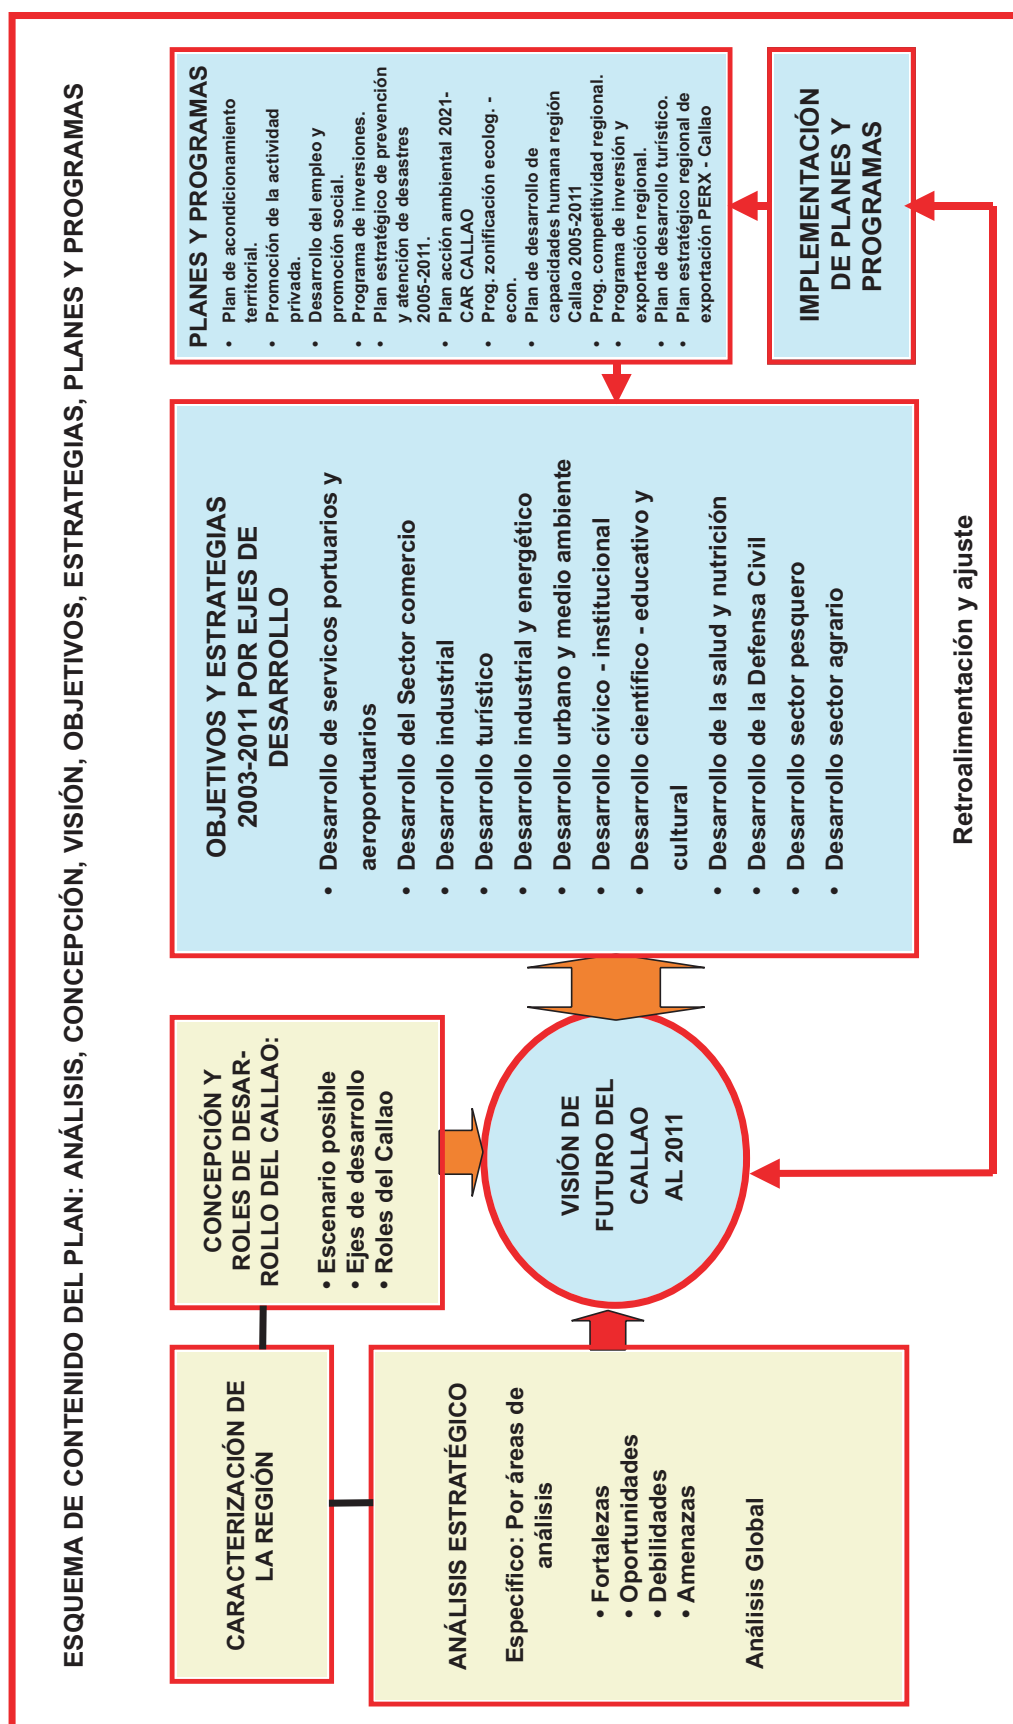 ESQUEMA DE CONTENIDO DEL PLAN: ANÁLISIS, CONCEPCIÓN, VISIÓN, OBJETIVOS, ESTRATEGIAS, PLANES Y PROGRAMAS
CARACTERIZACIÓN DE
LA REGIÓN
CONCEPCIÓN Y
ROLES DE DESAR-
ROLLO DEL CALLAO:
• Escenario posible
• Ejes de desarrollo
• Roles del Callao
ANÁLISIS ESTRATÉGICO
Específico: Por áreas de
análisis
• Fortalezas
• Oportunidades
• Debilidades
• Amenazas
Análisis Global
VISIÓN DE
FUTURO DEL
CALLAO
AL 2011
OBJETIVOS Y ESTRATEGIAS
2003-2011 POR EJES DE
DESARROLLO
• Desarrollo de servicos portuarios y
aeroportuarios
• Desarrollo del Sector comercio
• Desarrollo industrial
• Desarrollo turístico
• Desarrollo industrial y energético
• Desarrollo urbano y medio ambiente
• Desarrollo cívico - institucional
• Desarrollo científico - educativo y
cultural
• Desarrollo de la salud y nutrición
• Desarrollo de la Defensa Civil
• Desarrollo sector pesquero
• Desarrollo sector agrario
PLANES Y PROGRAMAS
• Plan de acondicionamiento
territorial.
• Promoción de la actividad
privada.
• Desarrollo del empleo y
promoción social.
• Programa de inversiones.
• Plan estratégico de prevención
y atención de desastres
2005-2011.
• Plan acción ambiental 2021-
CAR CALLAO
• Prog. zonificación ecolog. -
econ.
• Plan de desarrollo de
capacidades humana región
Callao 2005-2011
• Prog. competitividad regional.
• Programa de inversión y
exportación regional.
• Plan de desarrollo turístico.
• Plan estratégico regional de
exportación PERX - Callao
IMPLEMENTACIÓN
DE PLANES Y
PROGRAMAS
Retroalimentación y ajuste